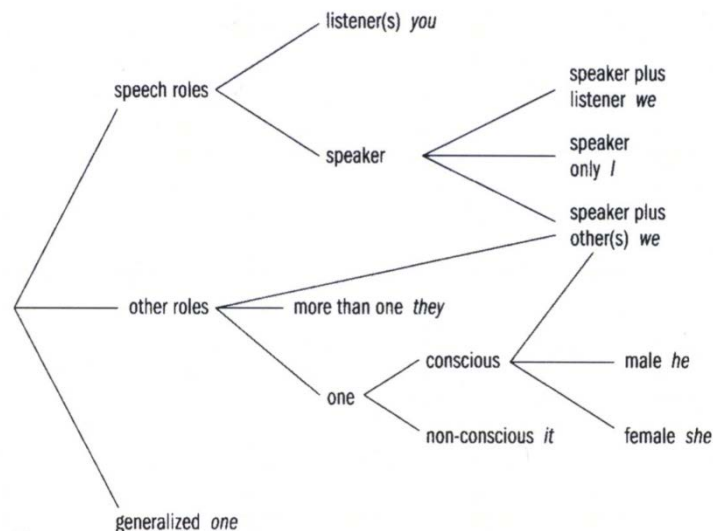 listener(s) you
speech roles
speaker plus
listener we
speaker
speaker
only I
speaker plus
other(s) we
other roles
more than one they
conscious
male he
one
non-conscious it
female she
generalized one